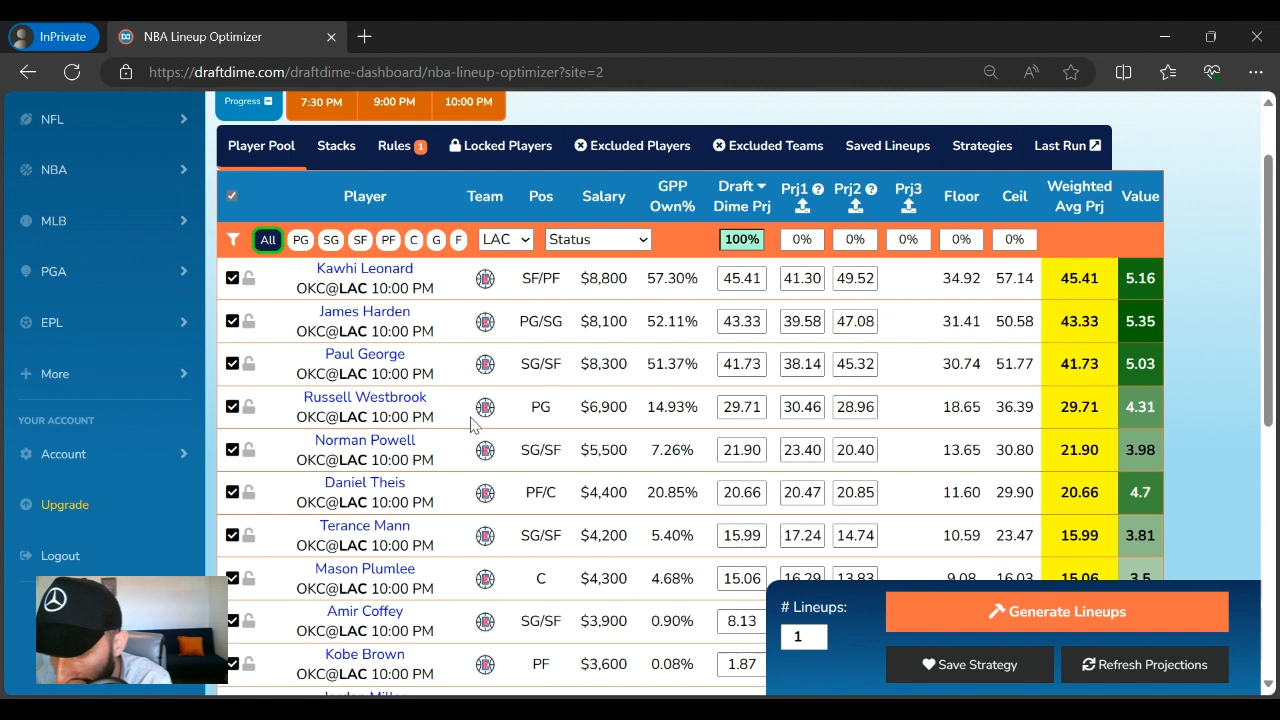 InPrivate
NBA Lineup Optimizer
https://draftdime.com/draftdime-dashboard/nba-lineup-optimizer?site=2
NFL
NBA
MLB
PGA
EPL
More
YOUR ACCOUNT
Account
Upgrade
Logout
Progress
7:30 PM 9:00 PM 10:00 PM
Player Pool Stacks Rules 1 Locked Players Excluded Players Excluded Teams Saved Lineups Strategies Last Run
Player Team Pos Salary GPP Own% Draft Dime Prj Prj1 Prj2 Prj3 Floor Ceil Weighted Avg Prj Value
All PG SG SF PF C G F LAC Status 100% 0% 0% 0% 0% 0%
Kawhi Leonard
OKC@LAC 10:00 PM SF/PF $8,800 57.30% 45.41 41.30 49.52 34.92 57.14 45.41 5.16
James Harden
OKC@LAC 10:00 PM PG/SG $8,100 52.11% 43.33 39.58 47.08 31.41 50.58 43.33 5.35
Paul George
OKC@LAC 10:00 PM SG/SF $8,300 51.37% 41.73 38.14 45.32 30.74 51.77 41.73 5.03
Russell Westbrook
OKC@LAC 10:00 PM PG $6,900 14.93% 29.71 30.46 28.96 18.65 36.39 29.71 4.31
Norman Powell
OKC@LAC 10:00 PM SG/SF $5,500 7.26% 21.90 23.40 20.40 13.65 30.80 21.90 3.98
Daniel Theis
OKC@LAC 10:00 PM PF/C $4,400 20.85% 20.66 20.47 20.85 11.60 29.90 20.66 4.7
Terance Mann
OKC@LAC 10:00 PM SG/SF $4,200 5.40% 15.99 17.24 14.74 10.59 23.47 15.99 3.81
Mason Plumlee
OKC@LAC 10:00 PM C $4,300 4.68% 15.06 16.29 13.83 9.08 16.03 15.06 3.5
Amir Coffey
OKC@LAC 10:00 PM SG/SF $3,900 0.90% 8.13
Kobe Brown
OKC@LAC 10:00 PM PF $3,600 0.08% 1.87
# Lineups:
1
Generate Lineups
Save Strategy
Refresh Projections